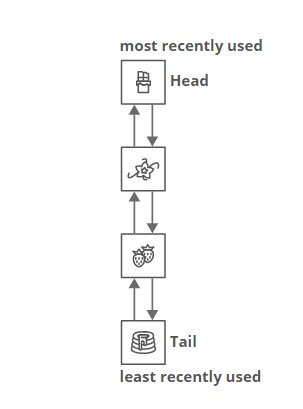 most recently used
Head
Tail
least recently used